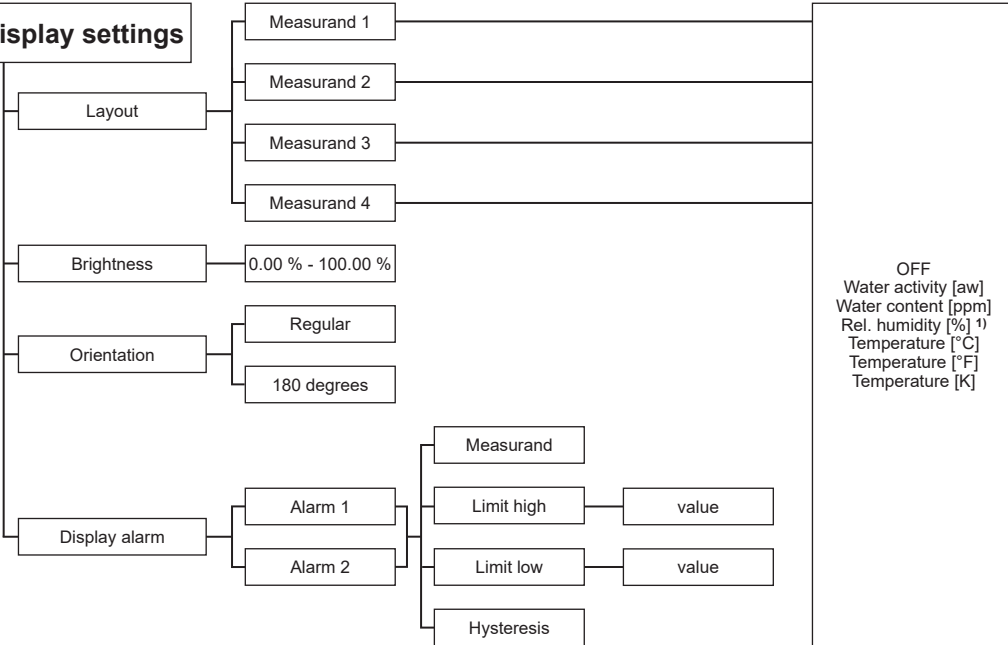 isplay settings
Layout
Measurand 1
Measurand 2
Measurand 3
Measurand 4
Brightness
0.00 % - 100.00 %
Orientation
Regular
180 degrees
Display alarm
Alarm 1
Alarm 2
Measurand
Limit high
value
Limit low
value
Hysteresis
OFF
Water activity [aw]
Water content [ppm]
Rel. humidity [%] 1)
Temperature [°C]
Temperature [°F]
Temperature [K]